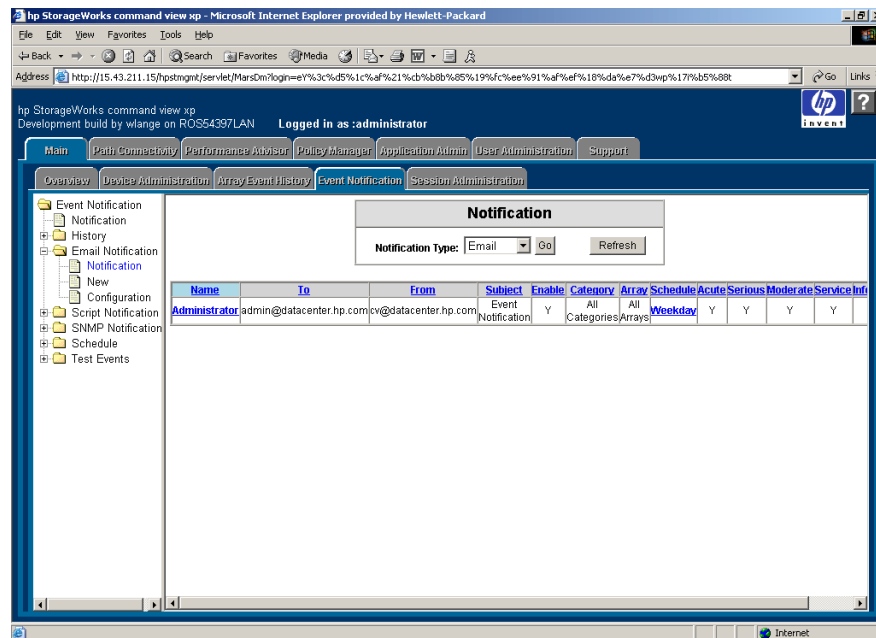 hp StorageWorks command view xp - Microsoft Internet Explorer provided by Hewlett-Packard
File Edit View Favorites Tools Help
Back Search Favorites Media
Address http://15.43.211.15/hpstmgmt/servlet/MarsDm?login=eY%3c%d5%1c%af%21%cb%b8b%85%19%fc%ee%91%af%ef%18%da%e7%d3wp%17i%b5%88t Go Links
hp StorageWorks command view xp
Development build by wlange on ROS54397LAN Logged in as :administrator
invent
Main Path Connectivity Performance Advisor Policy Manager Application Admin User Administration Support
Overview Device Administration Array Event History Event Notification Session Administration
Event Notification
Notification
History
Email Notification
Notification
New
Configuration
Script Notification
SNMP Notification
Schedule
Test Events
Notification
Notification Type: Email Go Refresh
Name To From Subject Enable Category Array Schedule Acute Serious Moderate Service Inf
Administrator admin@datacenter.hp.com cv@datacenter.hp.com Event Notification Y All Categories All Arrays Weekday Y Y Y Y
Internet